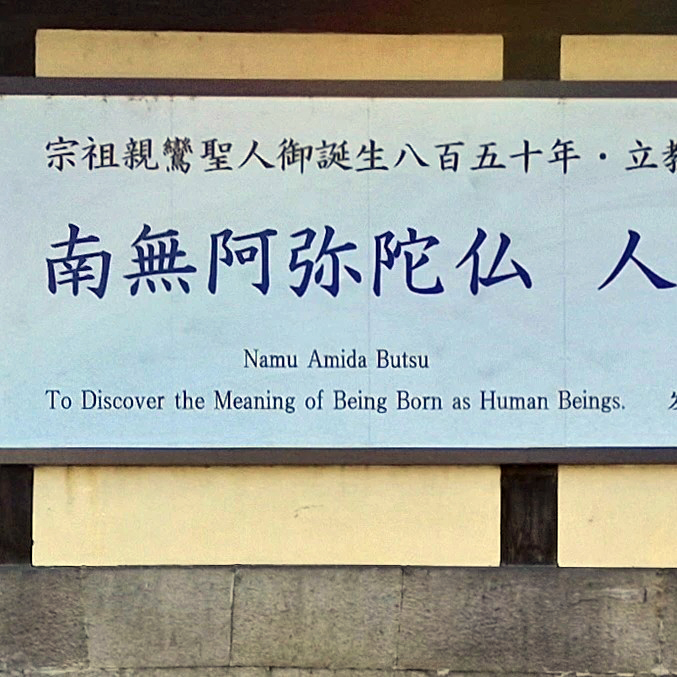 宗祖親鸞聖人御誕生八百五十年・立教
南無阿弥陀仏 人
Namu Amida Butsu
To Discover the Meaning of Being Born as Human Beings.